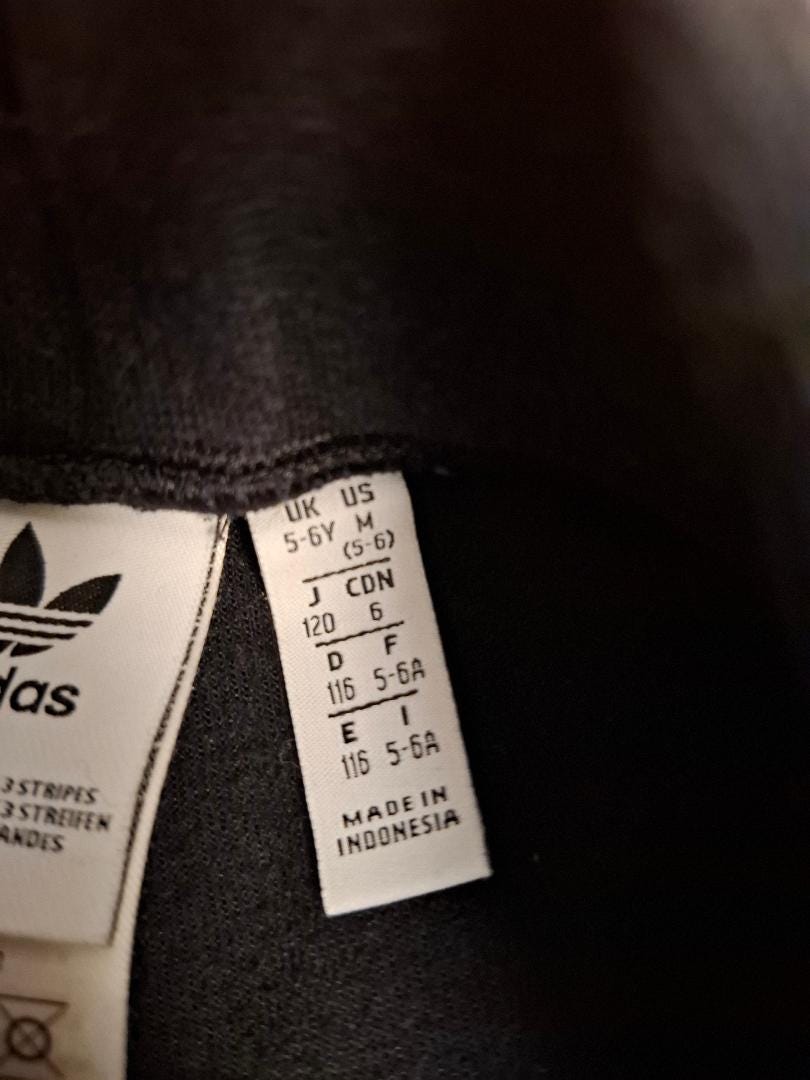 das
3 STRIPES
3 STREIFEN
ANDES
UK US
5-6Y M
(5-6)
J CDN
120 6
D F
116 5-6A
E I
116 5-6A
MADE IN
INDONESIA